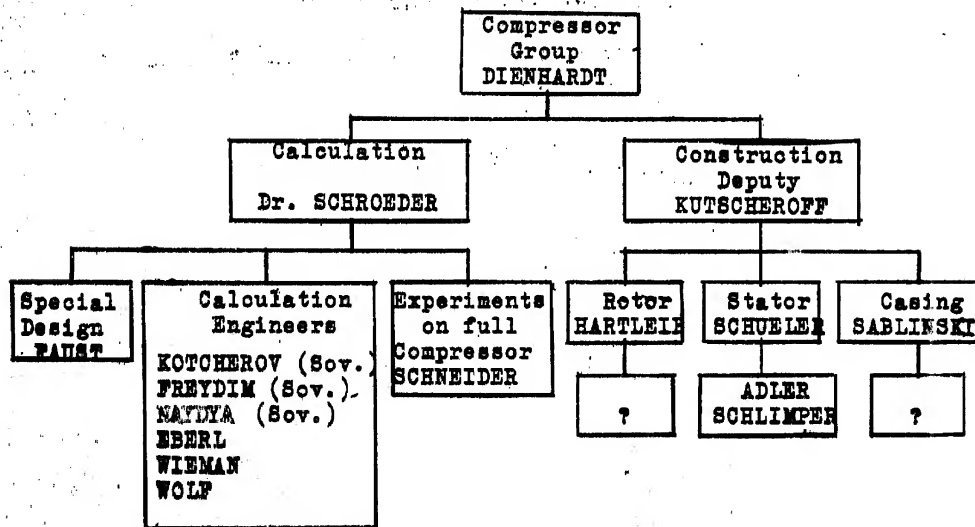 Compressor
Group
DIENHARDT
Calculation
Dr. SCHROEDER
Construction
Deputy
KUTSCHEROFF
Special
Design
FAUST
Calculation
Engineers
KOTCHEROV (Sov.)
FREYDIM (Sov.)
NAYDYA (Sov.)
EBERL
WIEMAN
WOLF
Experiments
on full
Compressor
SCHNEIDER
Rotor
HARTLEIB
Stator
SCHUELER
Casing
SABLINSKI
?
ADLER
SCHLIMPER
?